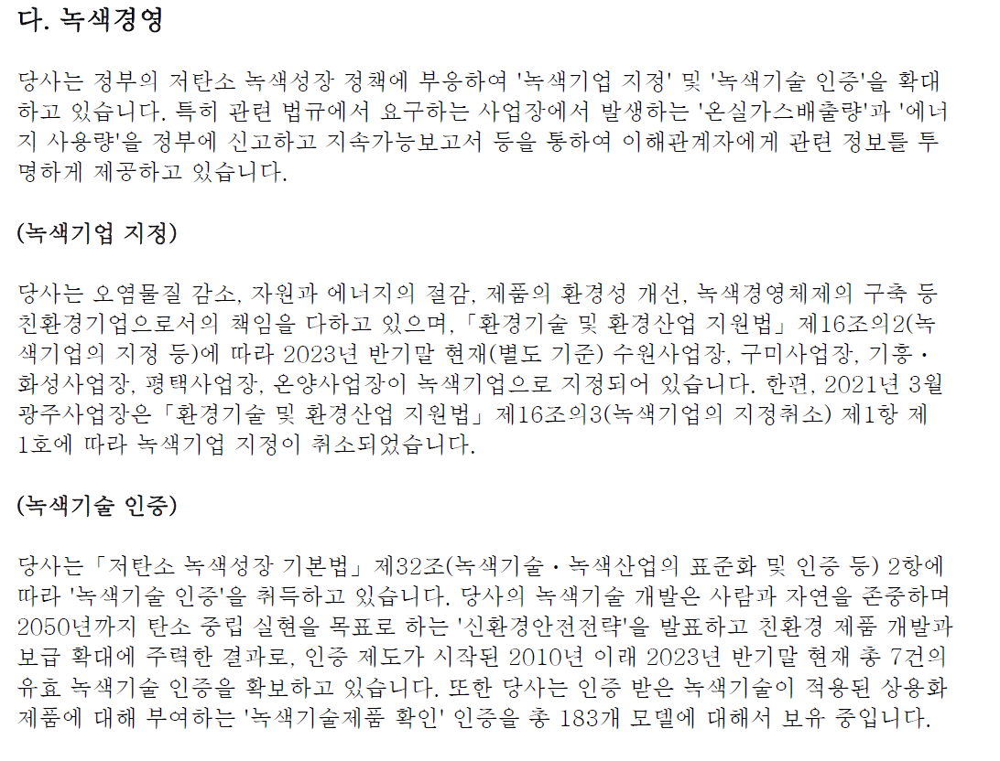 다. 녹색경영
당사는 정부의 저탄소 녹색성장 정책에 부응하여 '녹색기업 지정' 및 '녹색기술 인증'을 확대
하고 있습니다. 특히 관련 법규에서 요구하는 사업장에서 발생하는 '온실가스배출량'과 '에너
지 사용량'을 정부에 신고하고 지속가능보고서 등을 통하여 이해관계자에게 관련 정보를 투
명하게 제공하고 있습니다.
(녹색기업 지정)
당사는 오염물질 감소, 자원과 에너지의 절감, 제품의 환경성 개선, 녹색경영체제의 구축 등
친환경기업으로서의 책임을 다하고 있으며,「환경기술 및 환경산업 지원법」제16조의2(녹
색기업의 지정 등)에 따라 2023년 반기말 현재(별도 기준) 수원사업장, 구미사업장, 기흥ㆍ
화성사업장, 평택사업장, 온양사업장이 녹색기업으로 지정되어 있습니다. 한편, 2021년 3월
광주사업장은「환경기술 및 환경산업 지원법」제16조의3(녹색기업의 지정취소) 제1항 제
1호에 따라 녹색기업 지정이 취소되었습니다.
(녹색기술 인증)
당사는「저탄소 녹색성장 기본법」제32조(녹색기술ㆍ녹색산업의 표준화 및 인증 등) 2항에
따라 '녹색기술 인증'을 취득하고 있습니다. 당사의 녹색기술 개발은 사람과 자연을 존중하며
2050년까지 탄소 중립 실현을 목표로 하는 '신환경안전전략'을 발표하고 친환경 제품 개발과
보급 확대에 주력한 결과로, 인증 제도가 시작된 2010년 이래 2023년 반기말 현재 총 7건의
유효 녹색기술 인증을 확보하고 있습니다. 또한 당사는 인증 받은 녹색기술이 적용된 상용화
제품에 대해 부여하는 '녹색기술제품 확인' 인증을 총 183개 모델에 대해서 보유 중입니다.